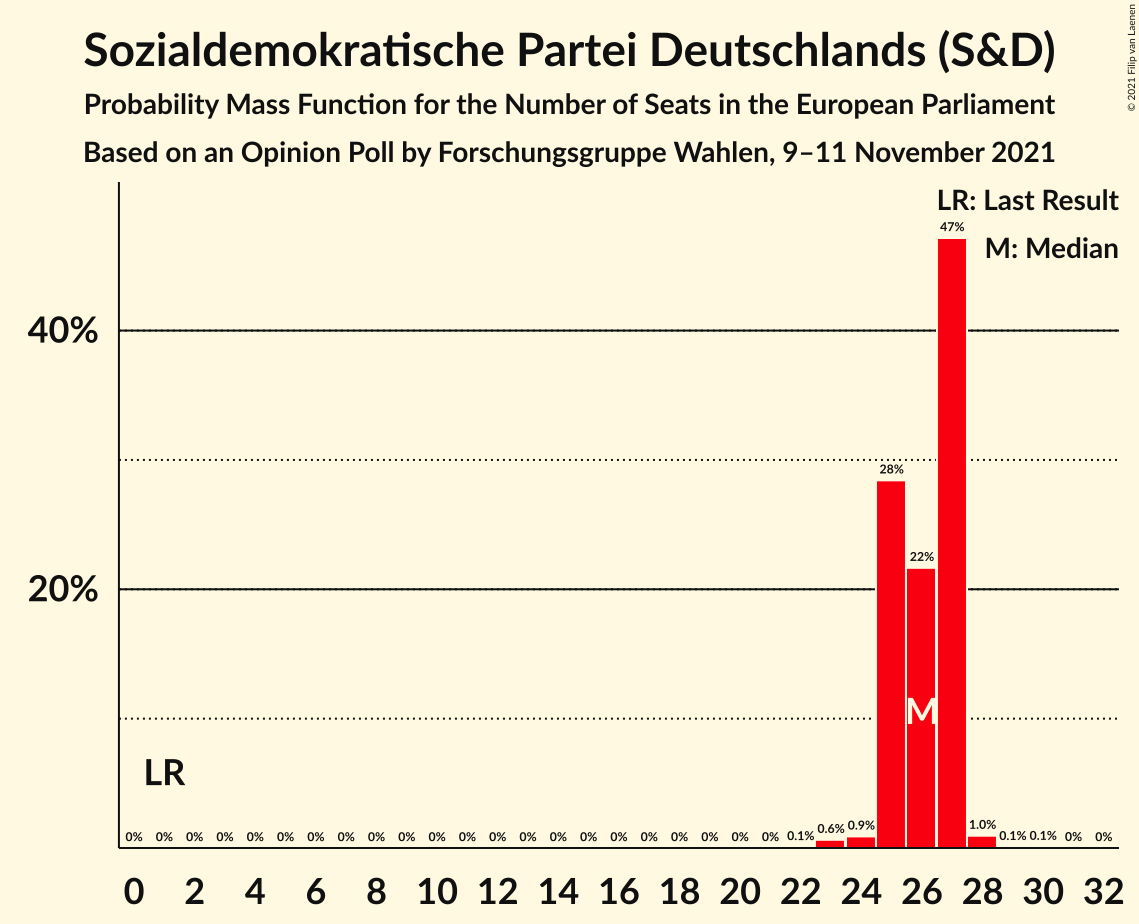 Sozialdemokratische Partei Deutschlands (S&D)
Probability Mass Function for the Number of Seats in the European Parliament
Based on an Opinion Poll by Forschungsgruppe Wahlen, 9–11 November 2021
© 2021 Filip van Laenen
LR: Last Result
M: Median
47%
40%
28%
22%
20%
M
LR
0% 0% 0% 0% 0% 0% 0% 0% 0% 0% 0% 0% 0% 0% 0% 0% 0% 0% 0% 0% 0% 0% 0.1% 0.6% 0.9% 1.0% 0.1% 0.1% 0% 0%
0 2 4 6 8 10 12 14 16 18 20 22 24 26 28 30 32